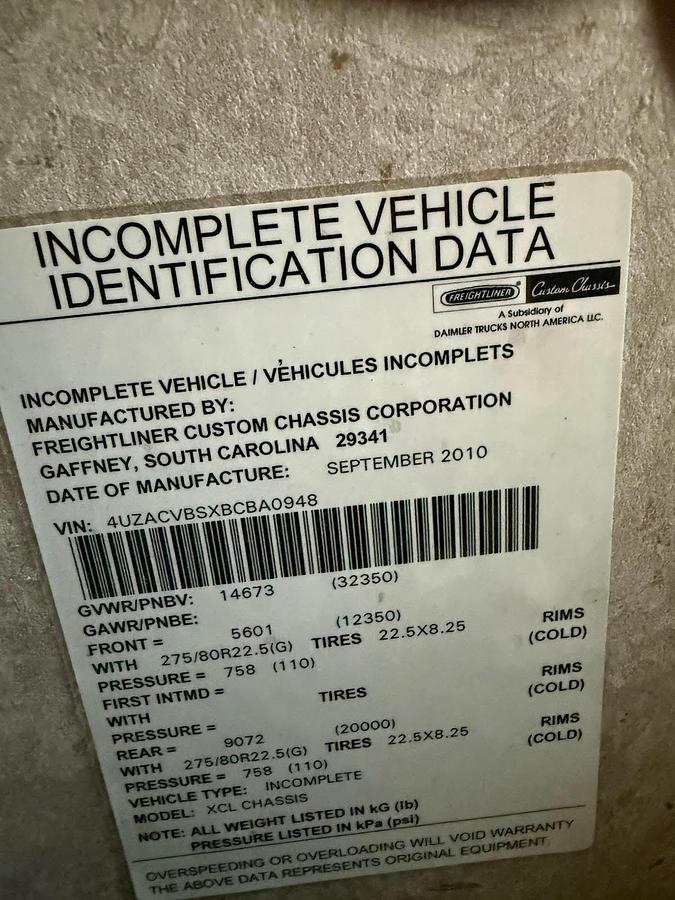 INCOMPLETE VEHICLE
IDENTIFICATION DATA
FREIGHTLINER Custom Chassis
A Subsidiary of
DAIMLER TRUCKS NORTH AMERICA LLC.
INCOMPLETE VEHICLE / VÉHICULES INCOMPLETS
MANUFACTURED BY:
FREIGHTLINER CUSTOM CHASSIS CORPORATION
GAFFNEY, SOUTH CAROLINA 29341
DATE OF MANUFACTURE: SEPTEMBER 2010
VIN: 4UZACVBSXBCBA0948
GVWR/PNBV: 14673 (32350)
GAWR/PNBE:
FRONT = 5601 (12350)
WITH 275/80R22.5(G) TIRES 22.5X8.25 RIMS
PRESSURE = 758 (110) (COLD)
FIRST INTMD =
WITH TIRES RIMS
PRESSURE = (COLD)
REAR = 9072 (20000)
WITH 275/80R22.5(G) TIRES 22.5X8.25 RIMS
PRESSURE = 758 (110) (COLD)
VEHICLE TYPE: INCOMPLETE
MODEL: XCL CHASSIS
NOTE: ALL WEIGHT LISTED IN kG (lb)
PRESSURE LISTED IN kPa (psi)
OVERSPEEDING OR OVERLOADING WILL VOID WARRANTY
THE ABOVE DATA REPRESENTS ORIGINAL EQUIPMENT.